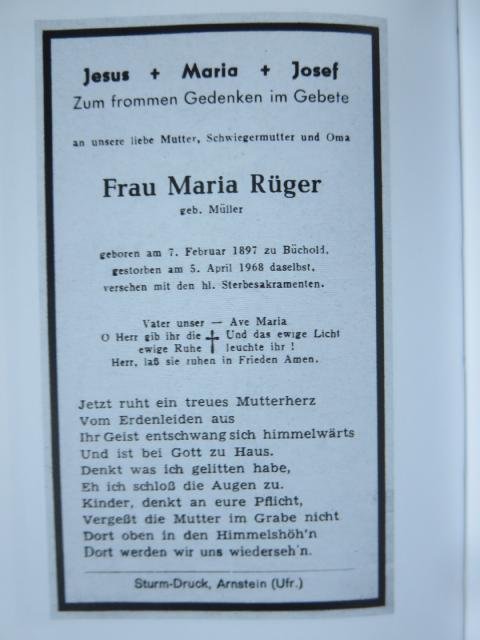 Jesus + Maria + Josef
Zum frommen Gedenken im Gebete
an unsere liebe Mutter, Schwiegermutter und Oma
Frau Maria Rüger
geb. Müller
geboren am 7. Februar 1897 zu Büchold,
gestorben am 5. April 1968 daselbst,
versehen mit den hl. Sterbesakramenten.
Vater unser — Ave Maria
O Herr gib ihr die † Und das ewige Licht
ewige Ruhe leuchte ihr !
Herr, laß sie ruhen in Frieden Amen.
Jetzt ruht ein treues Mutterherz
Vom Erdenleiden aus
Ihr Geist entschwang sich himmelwärts
Und ist bei Gott zu Haus.
Denkt was ich gelitten habe,
Eh ich schloß die Augen zu.
Kinder, denkt an eure Pflicht,
Vergeßt die Mutter im Grabe nicht
Dort oben in den Himmelshöh'n
Dort werden wir uns wiederseh'n.
Sturm-Druck, Arnstein (Ufr.)